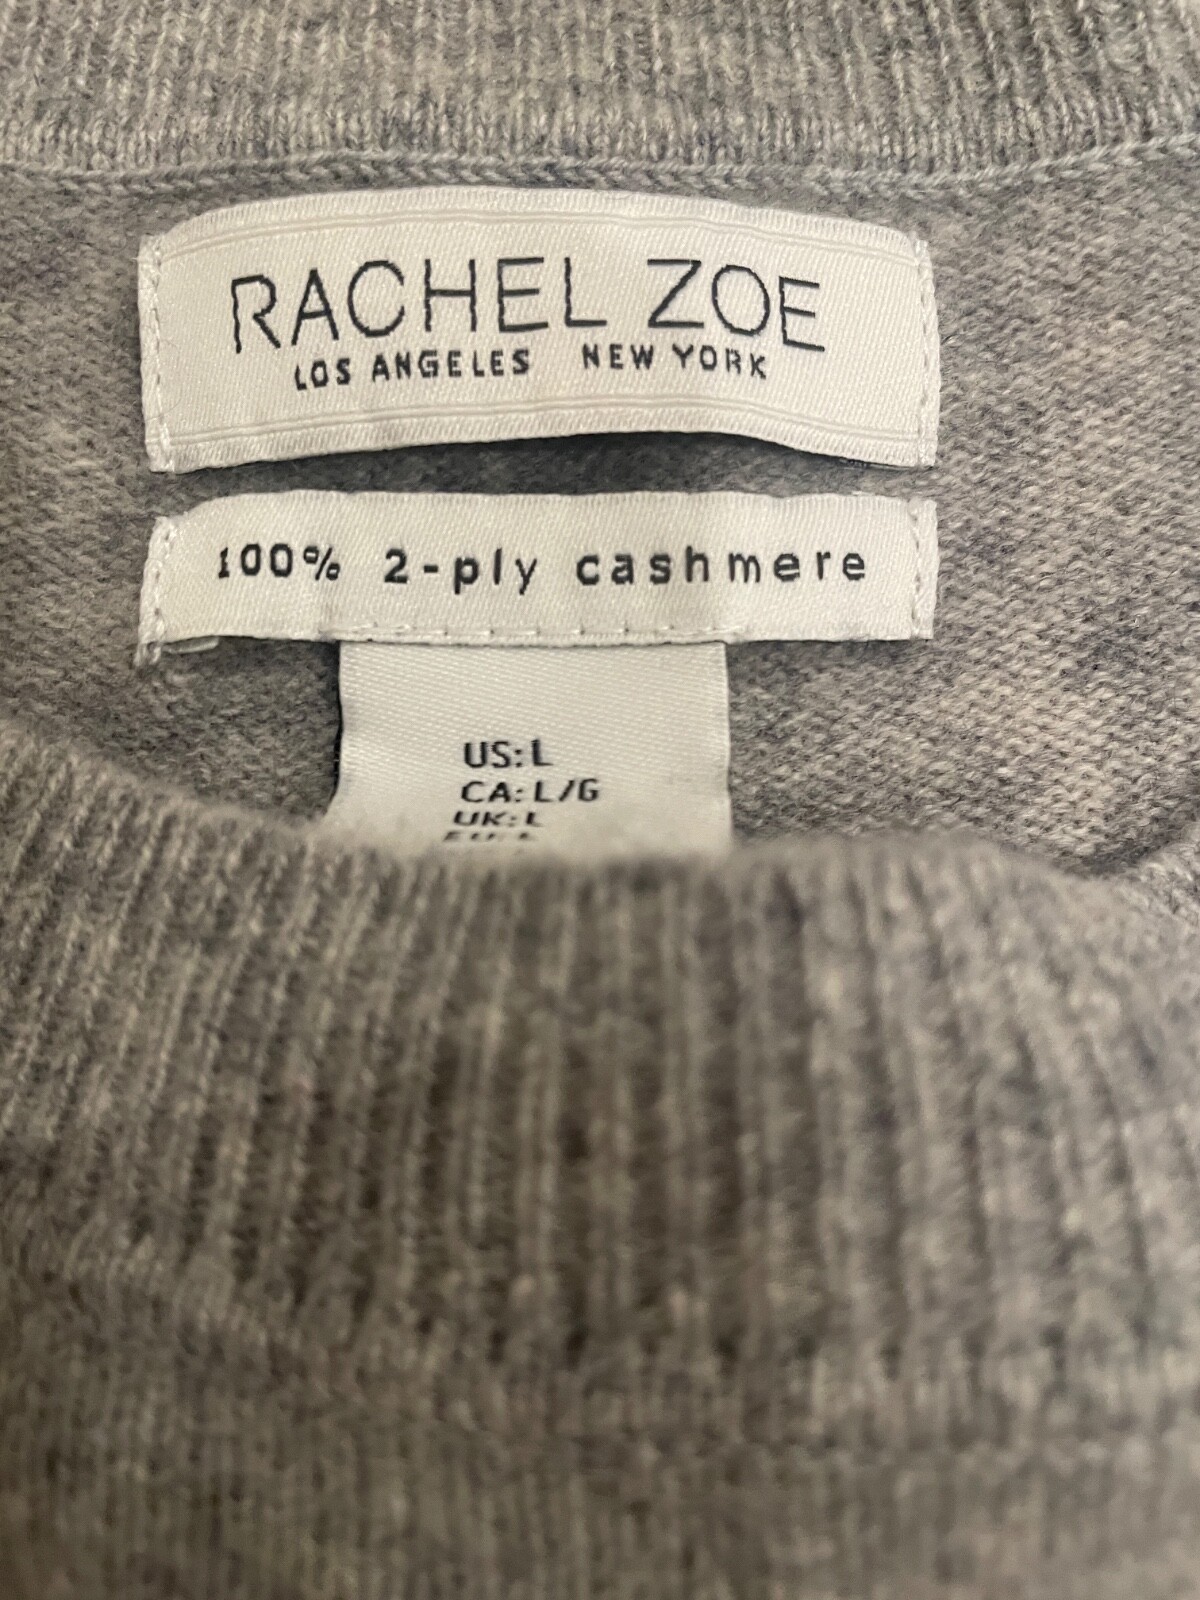 RACHEL ZOE
LOS ANGELES NEW YORK
100% 2-ply cashmere
US: L
CA: L/G
UK: L